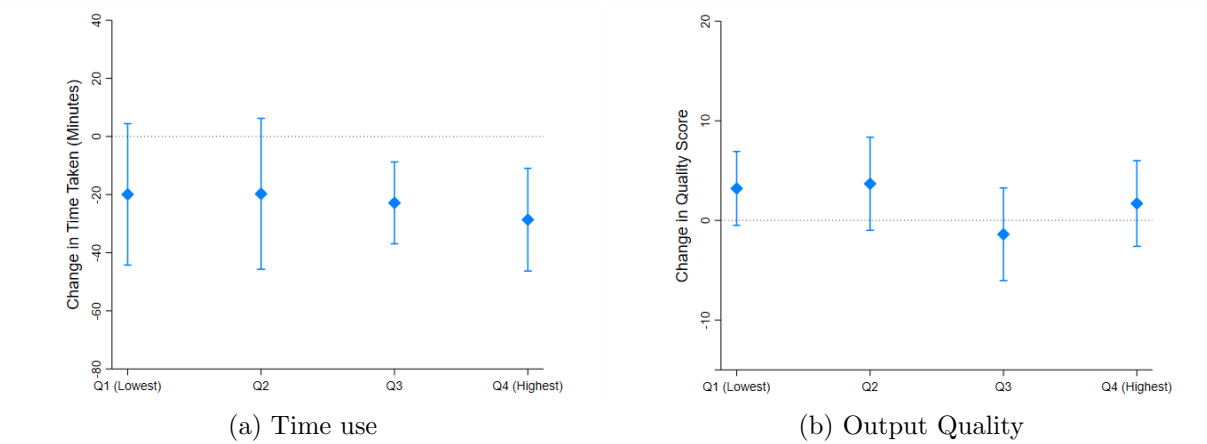 Change in Time Taken (Minutes)
40
20
0
-20
-40
-60
-80
Q1 (Lowest)
Q2
Q3
Q4 (Highest)
(a) Time use
Change in Quality Score
20
10
0
-10
Q1 (Lowest)
Q2
Q3
Q4 (Highest)
(b) Output Quality